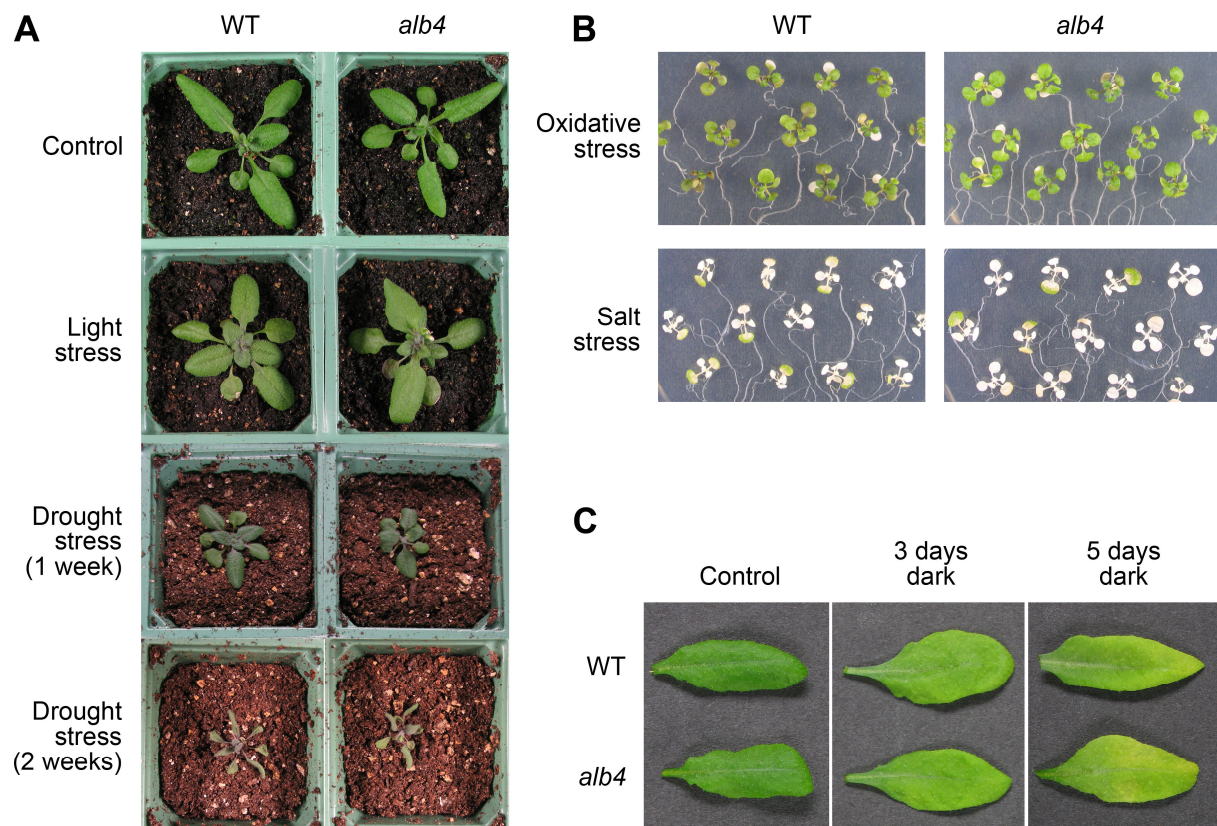 A
WT
alb4
Control
Light
stress
Drought
stress
(1 week)
Drought
stress
(2 weeks)
B
WT
alb4
Oxidative
stress
Salt
stress
C
Control
3 days
dark
5 days
dark
WT
alb4